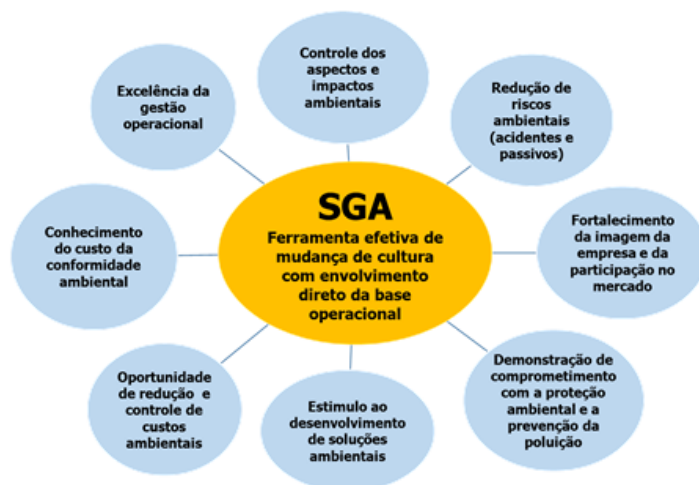 Controle dos
aspectos e
impactos
ambientais
Redução de
riscos
ambientais
(acidentes e
passivos)
Fortalecimento
da imagem da
empresa e da
participação no
mercado
Demonstração de
comprometimento
com a proteção
ambiental e a
prevenção da
poluição
Estimulo ao
desenvolvimento
de soluções
ambientais
Oportunidade
de redução e
controle de
custos
ambientais
Conhecimento
do custo da
conformidade
ambiental
Excelência da
gestão
operacional
SGA
Ferramenta efetiva de
mudança de cultura
com envolvimento
direto da base
operacional